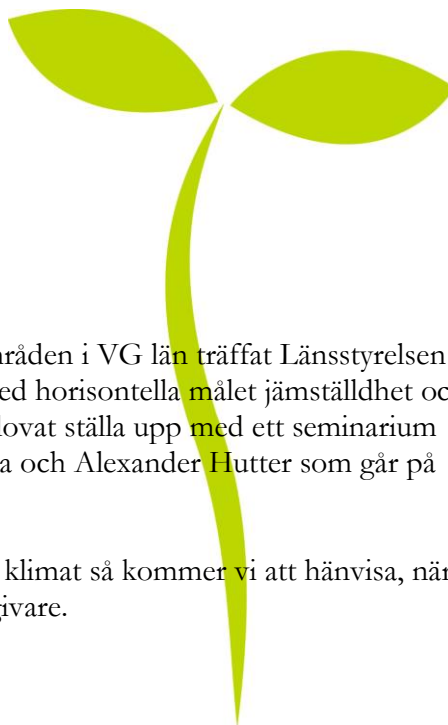 råden i VG län träffat Länsstyrelsen
ed horisontella målet jämställdhet oc
lovat ställa upp med ett seminarium
a och Alexander Hutter som går på
klimat så kommer vi att hänvisa, när
givare.